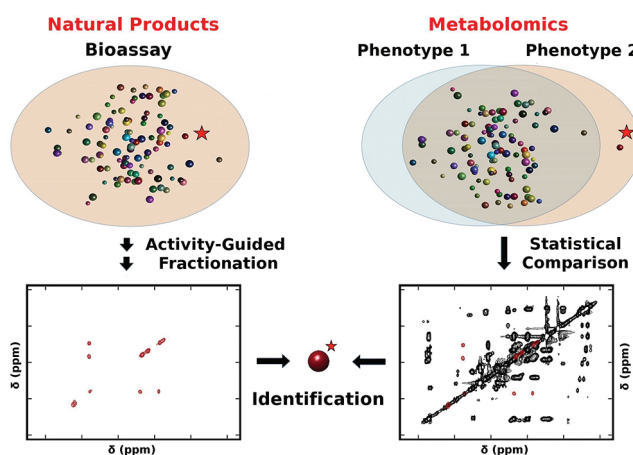 Natural Products
Bioassay
Metabolomics
Phenotype 1
Phenotype 2
Activity-Guided
Fractionation
Statistical
Comparison
δ (ppm)
δ (ppm)
Identification
δ (ppm)
δ (ppm)